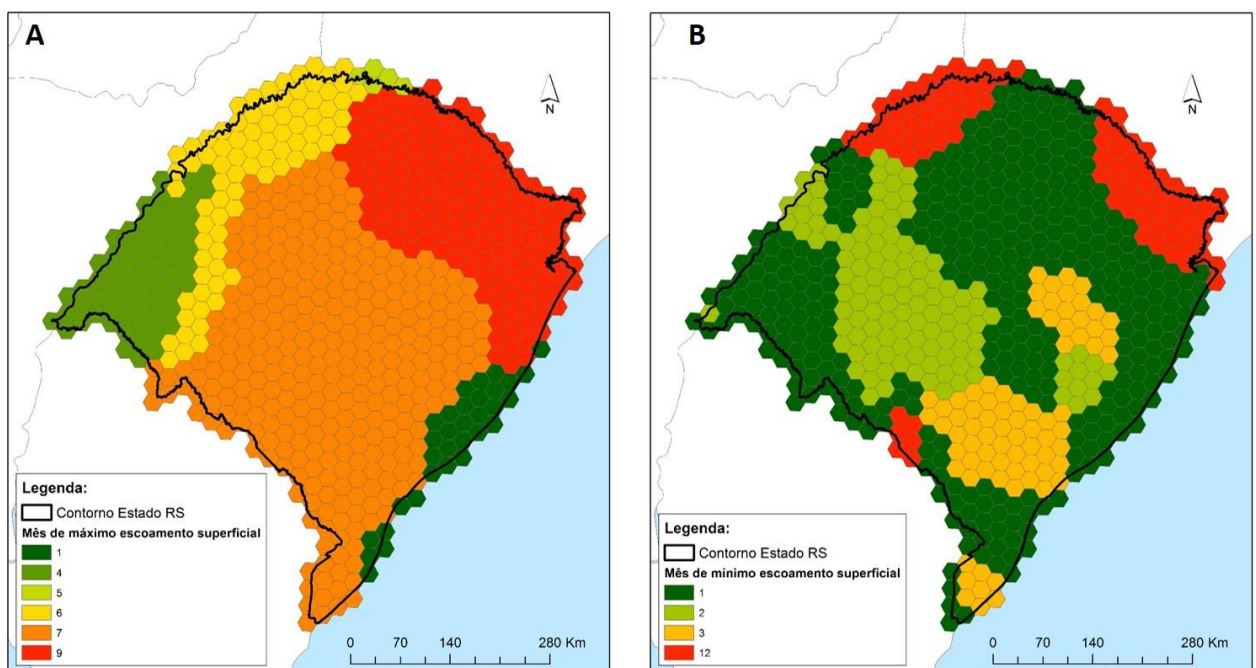 A
N
Legenda:
Contorno Estado RS
Mês de máximo escoamento superficial
1
4
5
6
7
9
0 70 140 280 Km
B
N
Legenda:
Contorno Estado RS
Mês de mínimo escoamento superficial
1
2
3
12
0 70 140 280 Km